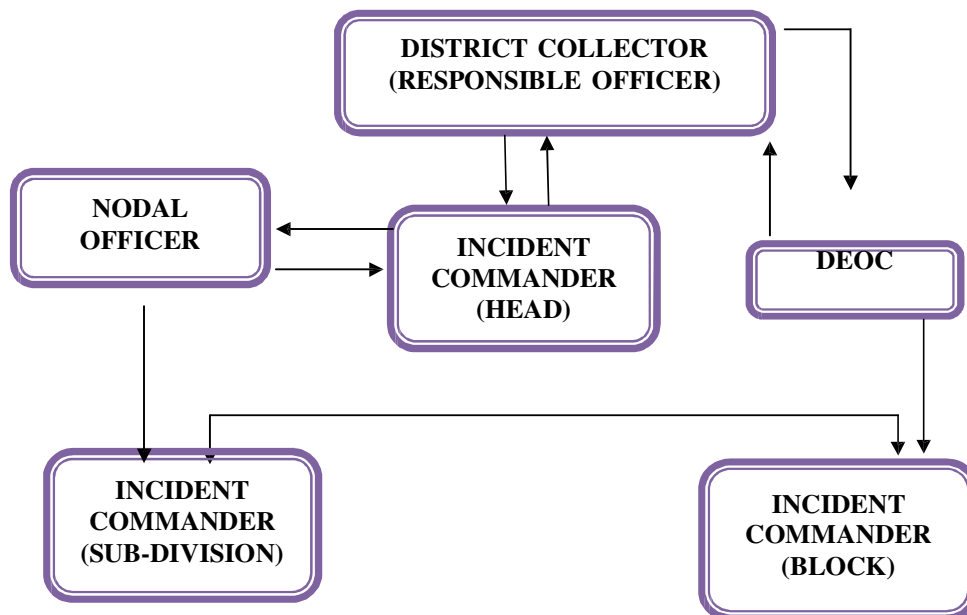 DISTRICT COLLECTOR
(RESPONSIBLE OFFICER)
NODAL
OFFICER
INCIDENT
COMMANDER
(HEAD)
DEOC
INCIDENT
COMMANDER
(SUB-DIVISION)
INCIDENT
COMMANDER
(BLOCK)